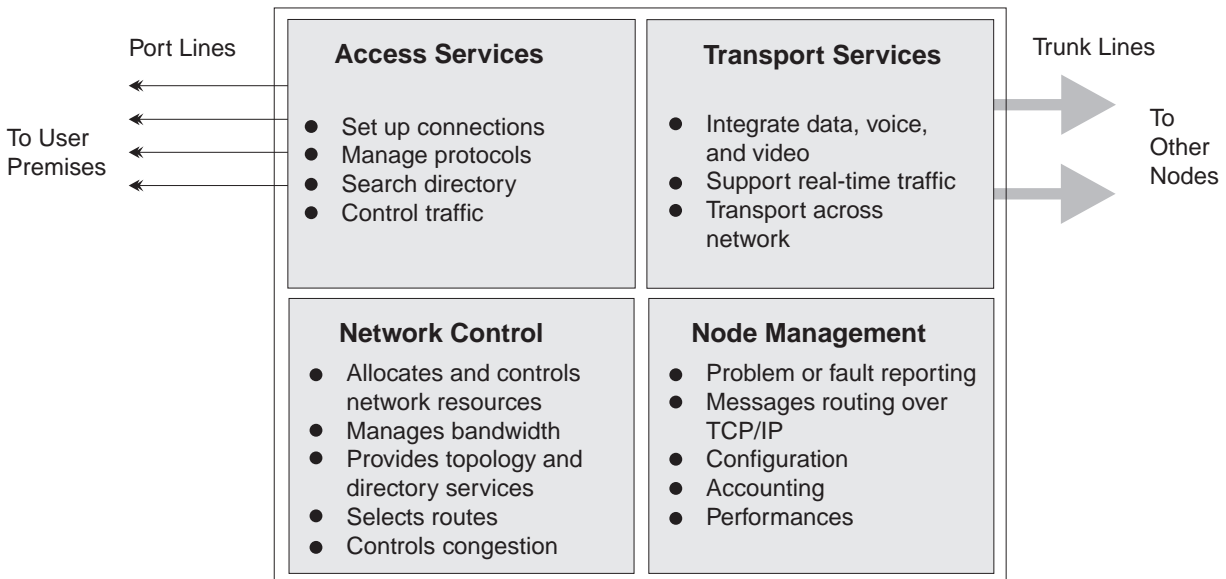 Port Lines
To User
Premises
Access Services
● Set up connections
● Manage protocols
● Search directory
● Control traffic
Transport Services
● Integrate data, voice,
and video
● Support real-time traffic
● Transport across
network
Trunk Lines
To
Other
Nodes
Network Control
● Allocates and controls
network resources
● Manages bandwidth
● Provides topology and
directory services
● Selects routes
● Controls congestion
Node Management
● Problem or fault reporting
● Messages routing over
TCP/IP
● Configuration
● Accounting
● Performances